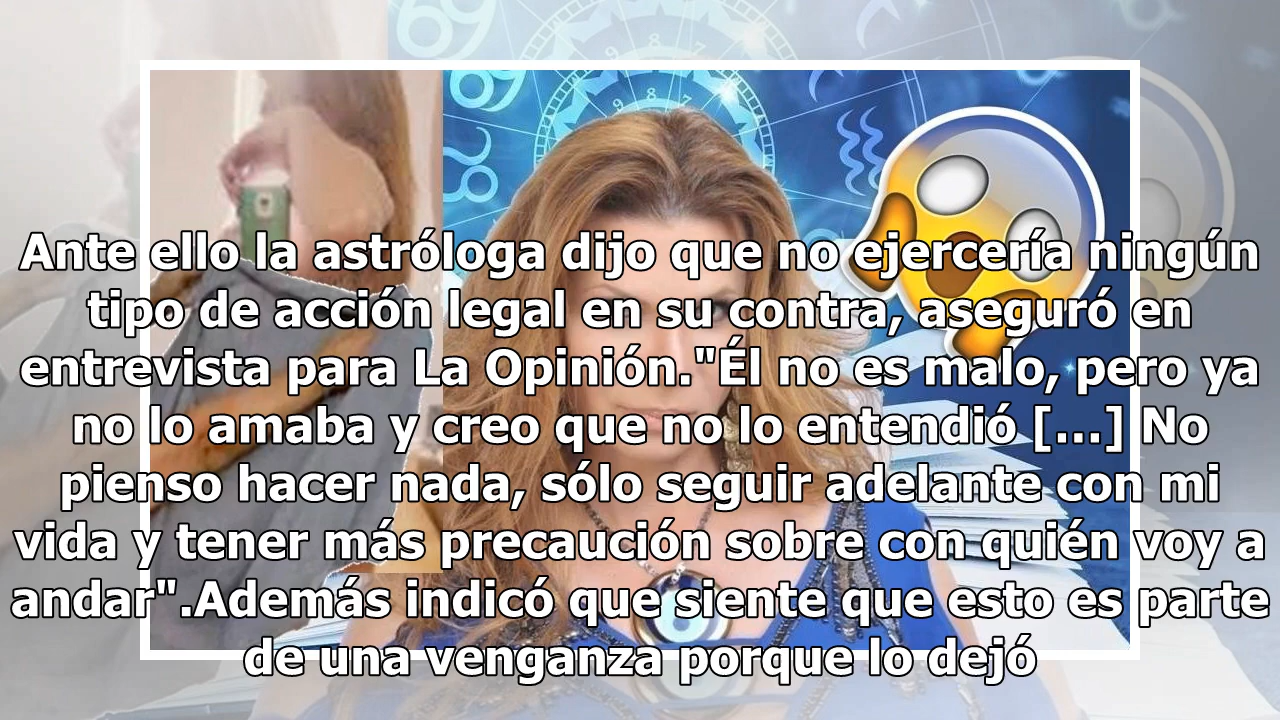 Ante ello la astróloga dijo que no ejercería ningún
tipo de acción legal en su contra, aseguró en
entrevista para La Opinión."Él no es malo, pero ya
no lo amaba y creo que no lo entendió [...] No
pienso hacer nada, sólo seguir adelante con mi
vida y tener más precaución sobre con quién voy a
andar".Además indicó que siente que esto es parte
de una venganza porque lo dejó